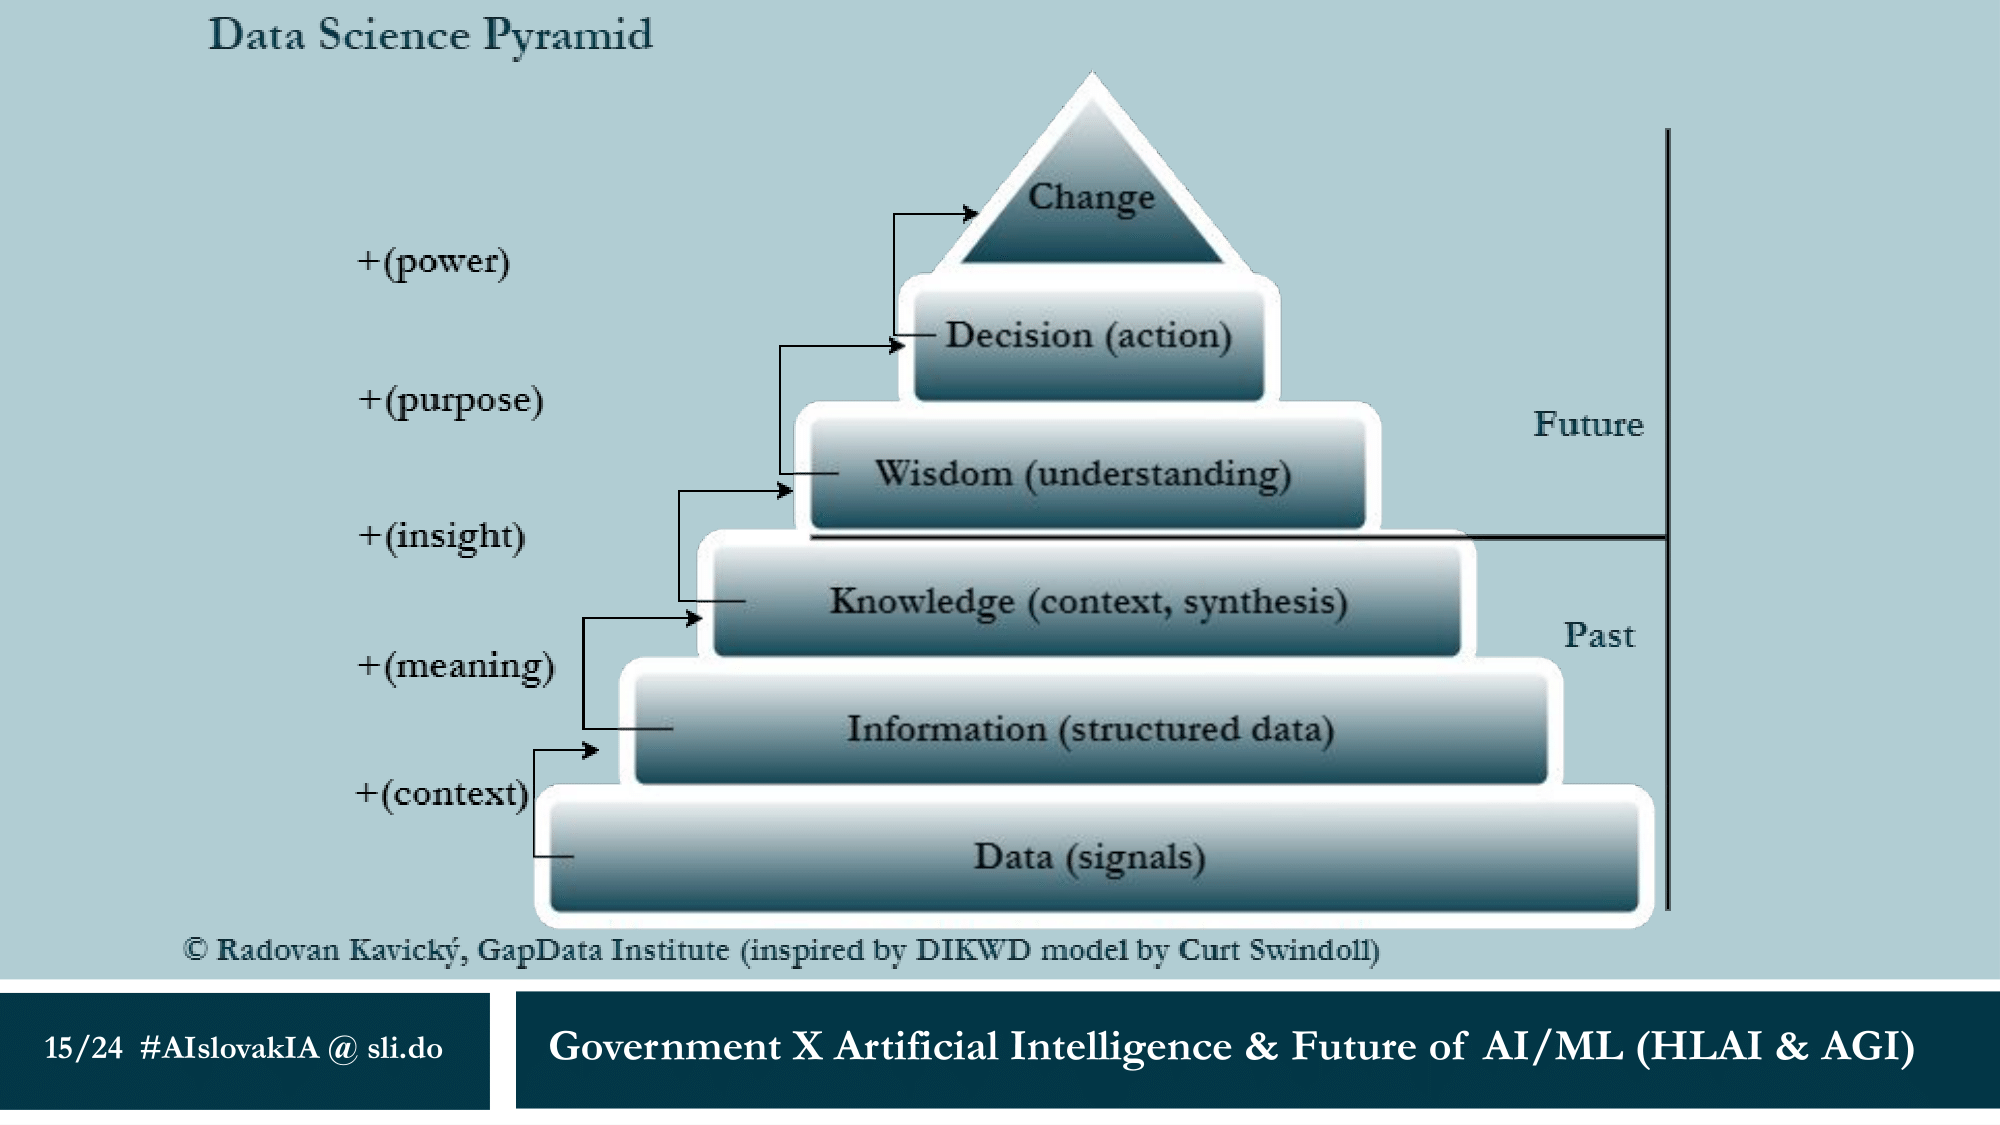 Data Science Pyramid
Change
+(power)
Decision (action)
+(purpose)
Future
Wisdom (understanding)
+(insight)
Knowledge (context, synthesis)
Past
+(meaning)
Information (structured data)
+(context)
Data (signals)
© Radovan Kavický, GapData Institute (inspired by DIKWD model by Curt Swindoll)
15/24 #AIslovakIA @ sli.do
Government X Artificial Intelligence & Future of AI/ML (HLAI & AGI)